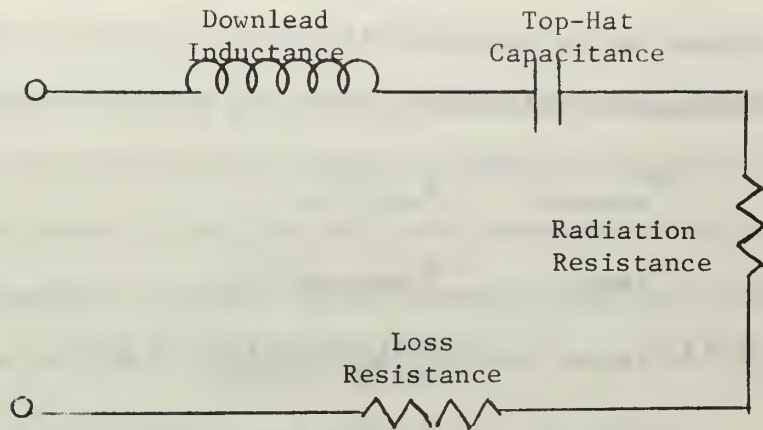 Downlead
Inductance
Top-Hat
Capacitance
Radiation
Resistance
Loss
Resistance